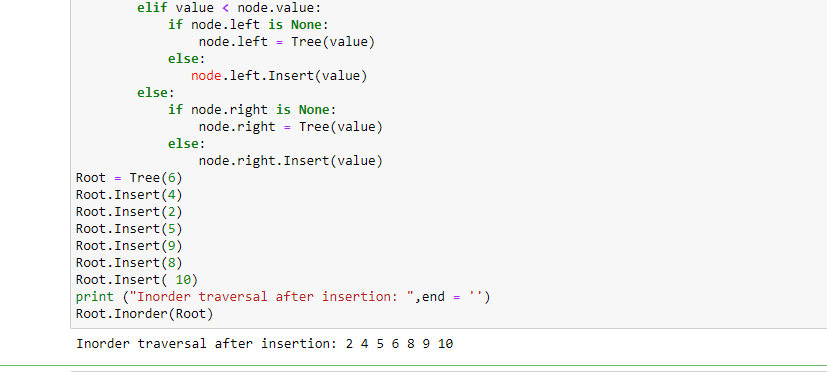 elif value < node.value:
            if node.left is None:
                node.left = Tree(value)
            else:
               node.left.Insert(value)
        else:
            if node.right is None:
                node.right = Tree(value)
            else:
                node.right.Insert(value)
Root = Tree(6)
Root.Insert(4)
Root.Insert(2)
Root.Insert(5)
Root.Insert(9)
Root.Insert(8)
Root.Insert( 10)
print ("Inorder traversal after insertion: ",end = '')
Root.Inorder(Root)
Inorder traversal after insertion: 2 4 5 6 8 9 10